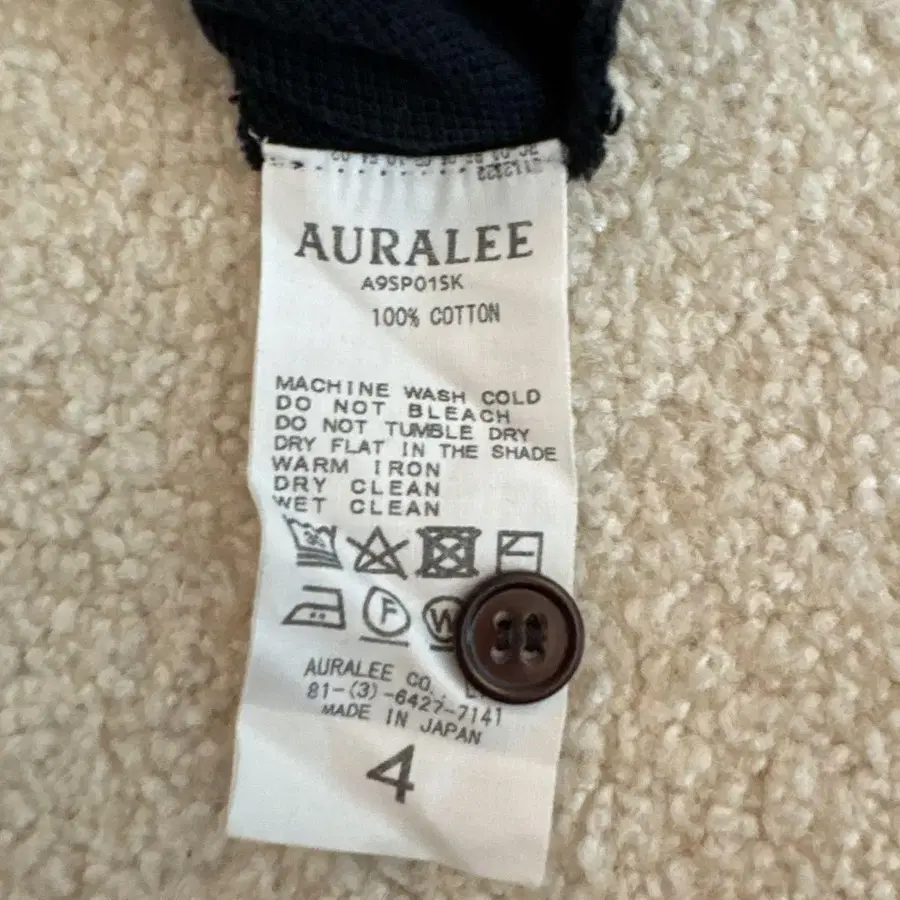 AURALEE
A9SP01SK
100% COTTON
MACHINE WASH COLD
DO NOT BLEACH
DO NOT TUMBLE DRY
DRY FLAT IN THE SHADE
WARM IRON
DRY CLEAN
WET CLEAN
30
F
W
AURALEE CO.,
81-(3)-6427-7141
MADE IN JAPAN
4